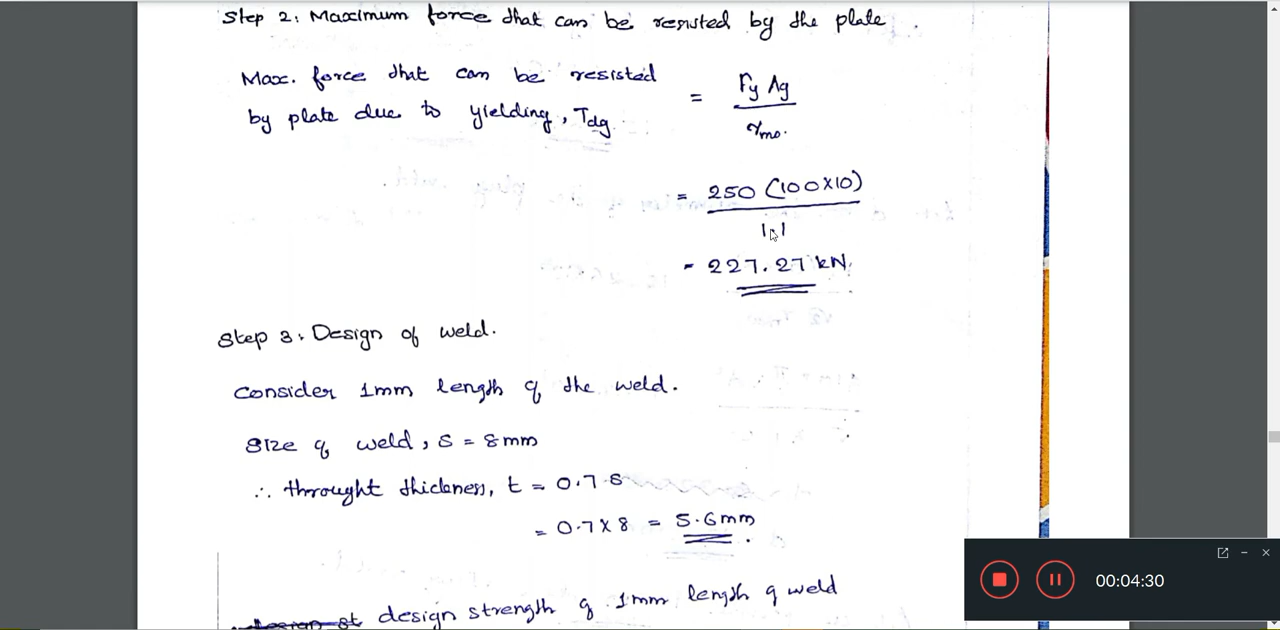 Step 2: Maximum force that can be resisted by the plate.
Max. force that can be resisted
by plate due to yielding, Tdg = Fy Ag / γmo.
= 250 (100×10) / 1.1
= 227.27 kN.
Step 3: Design of weld.
Consider 1mm length of the weld.
Size of weld, S = 8mm
∴ throught thickness, t = 0.7 S
= 0.7 × 8 = 5.6mm.
design strength of 1mm length of weld
00:04:30